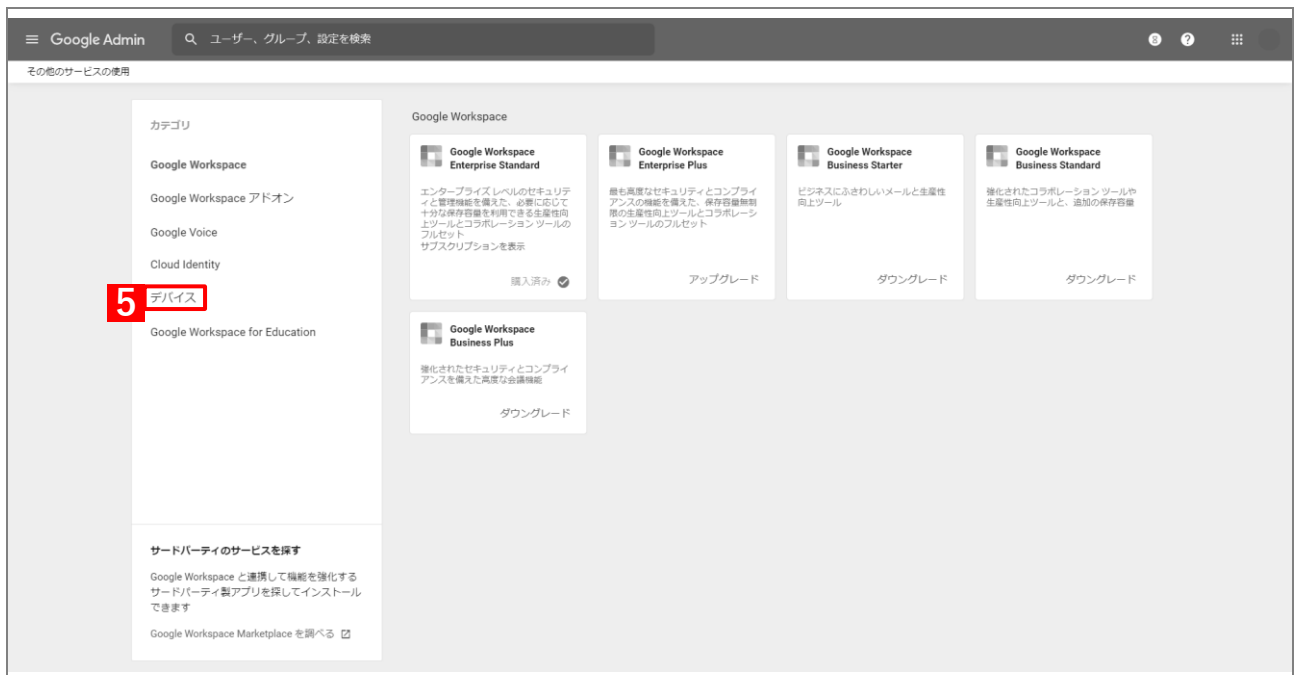 Google Admin
ユーザー、グループ、設定を検索
その他のサービスの使用
カテゴリ
Google Workspace
Google Workspace アドオン
Google Voice
Cloud Identity
5
デバイス
Google Workspace for Education
サードパーティのサービスを探す
Google Workspace と連携して機能を強化する
サードパーティ製アプリを探してインストール
できます
Google Workspace Marketplace を調べる
Google Workspace
Google Workspace
Enterprise Standard
エンタープライズ レベルのセキュリテ
ィと管理機能を備えた、必要に応じて
十分な保存容量を利用できる生産性向
上ツールとコラボレーション ツールの
フルセット
サブスクリプションを表示
購入済み
Google Workspace
Enterprise Plus
最も高度なセキュリティとコンプライ
アンスの機能を備えた、保存容量無制
限の生産性向上ツールとコラボレーシ
ョン ツールのフルセット
アップグレード
Google Workspace
Business Starter
ビジネスにふさわしいメールと生産性
向上ツール
ダウングレード
Google Workspace
Business Standard
強化されたコラボレーション ツールや
生産性向上ツールと、追加の保存容量
ダウングレード
Google Workspace
Business Plus
強化されたセキュリティとコンプライ
アンスを備えた高度な会議機能
ダウングレード